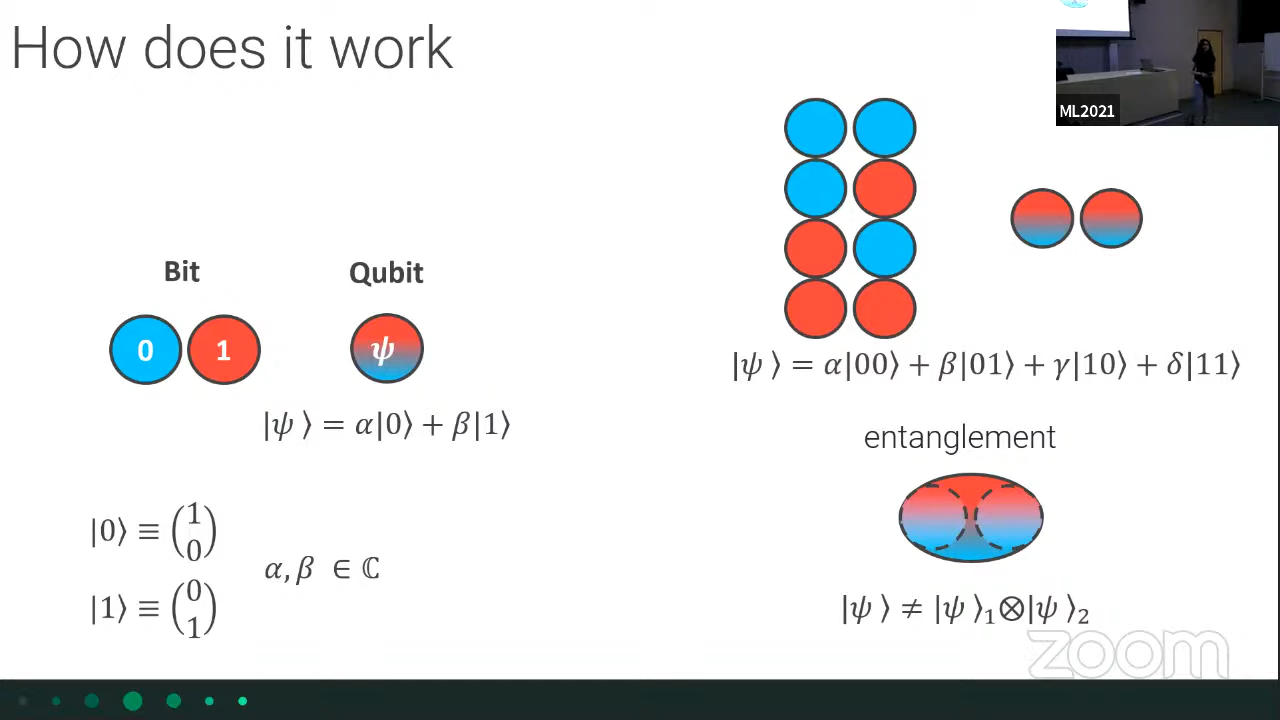 How does it work
ML2021
Bit
Qubit
0 1
ψ
|ψ ⟩ = α|0⟩ + β|1⟩
|0⟩ ≡ (1 0)
|1⟩ ≡ (0 1)
α, β ∈ ℂ
|ψ ⟩ = α|00⟩ + β|01⟩ + γ|10⟩ + δ|11⟩
entanglement
|ψ ⟩ ≠ |ψ ⟩₁⊗|ψ ⟩₂
zoom